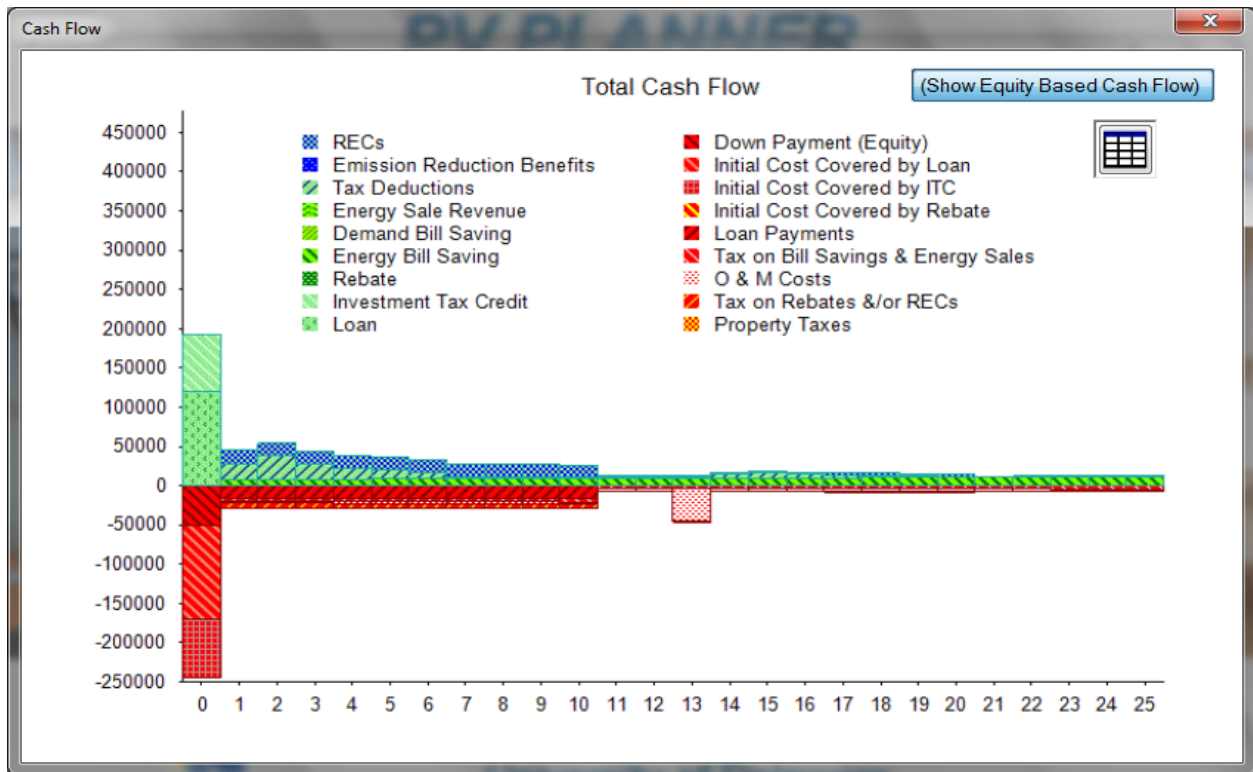 PV PLANNER
Cash Flow
Total Cash Flow
(Show Equity Based Cash Flow)
RECs
Emission Reduction Benefits
Tax Deductions
Energy Sale Revenue
Demand Bill Saving
Energy Bill Saving
Rebate
Investment Tax Credit
Loan
Down Payment (Equity)
Initial Cost Covered by Loan
Initial Cost Covered by ITC
Initial Cost Covered by Rebate
Loan Payments
Tax on Bill Savings & Energy Sales
O & M Costs
Tax on Rebates &/or RECs
Property Taxes
450000
400000
350000
300000
250000
200000
150000
100000
50000
0
-50000
-100000
-150000
-200000
-250000
0 1 2 3 4 5 6 7 8 9 10 11 12 13 14 15 16 17 18 19 20 21 22 23 24 25